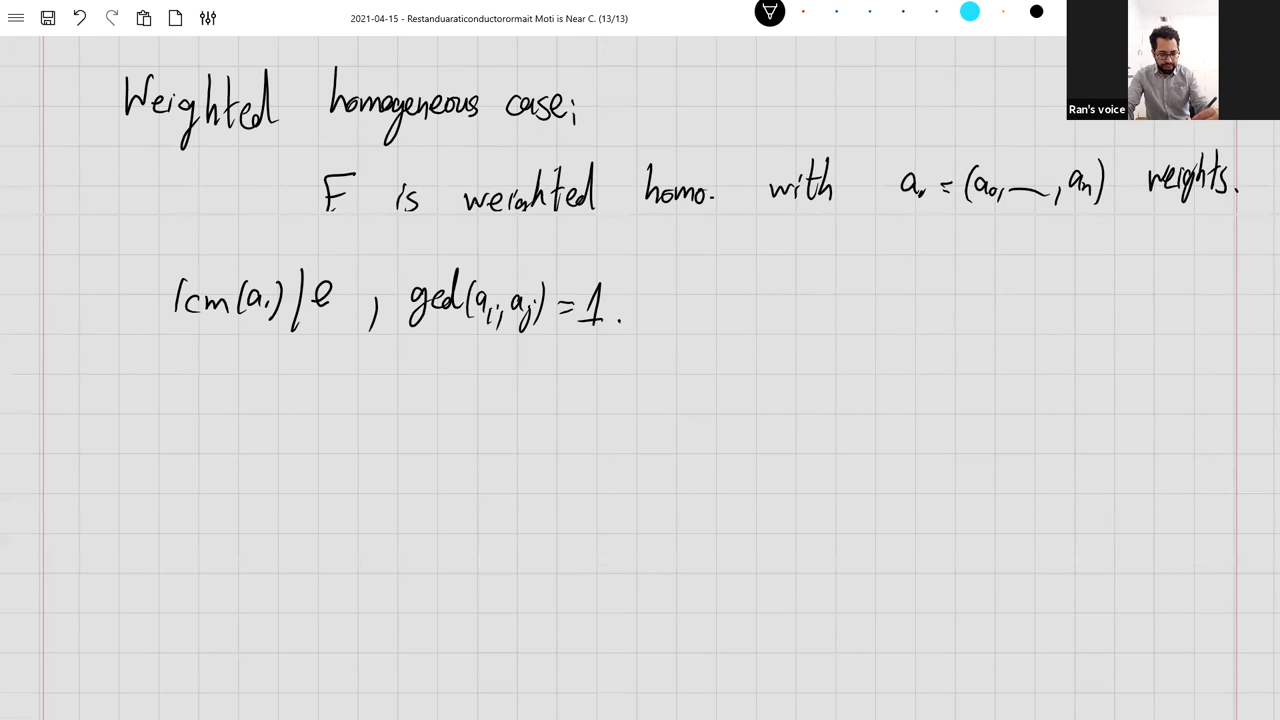 2021-04-15 - Restanduaraticonductorormait Moti is Near C. (13/13)
Ran's voice
Weighted homogeneous case;
F is weighted homo. with a. = (a₀, —, aₙ) weights.
lcm(aᵢ) | e , gcd(aᵢ, aⱼ) = 1.